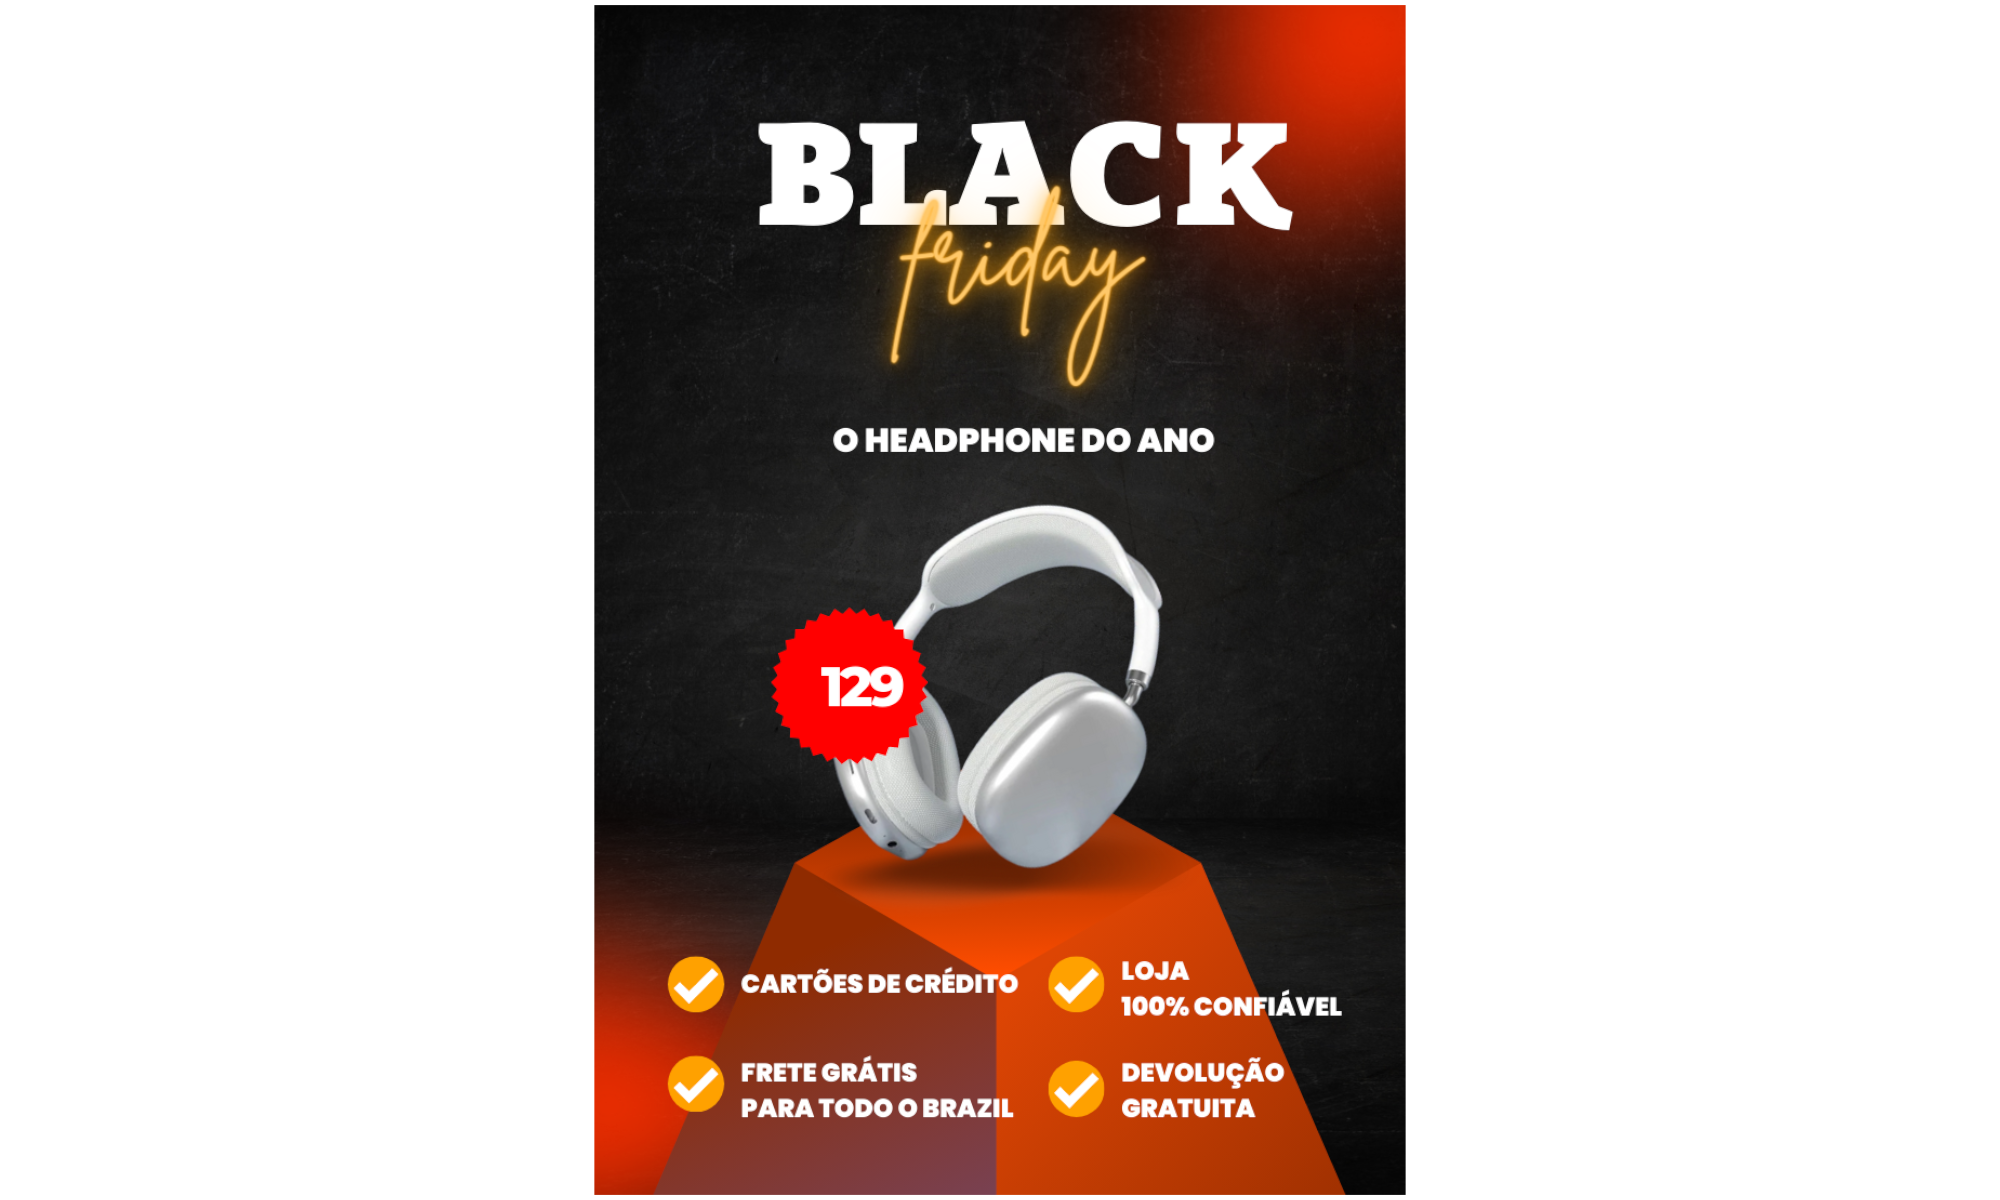 BLACK
friday
O HEADPHONE DO ANO
129
CARTÕES DE CRÉDITO
FRETE GRÁTIS
PARA TODO O BRAZIL
LOJA
100% CONFIÁVEL
DEVOLUÇÃO
GRATUITA